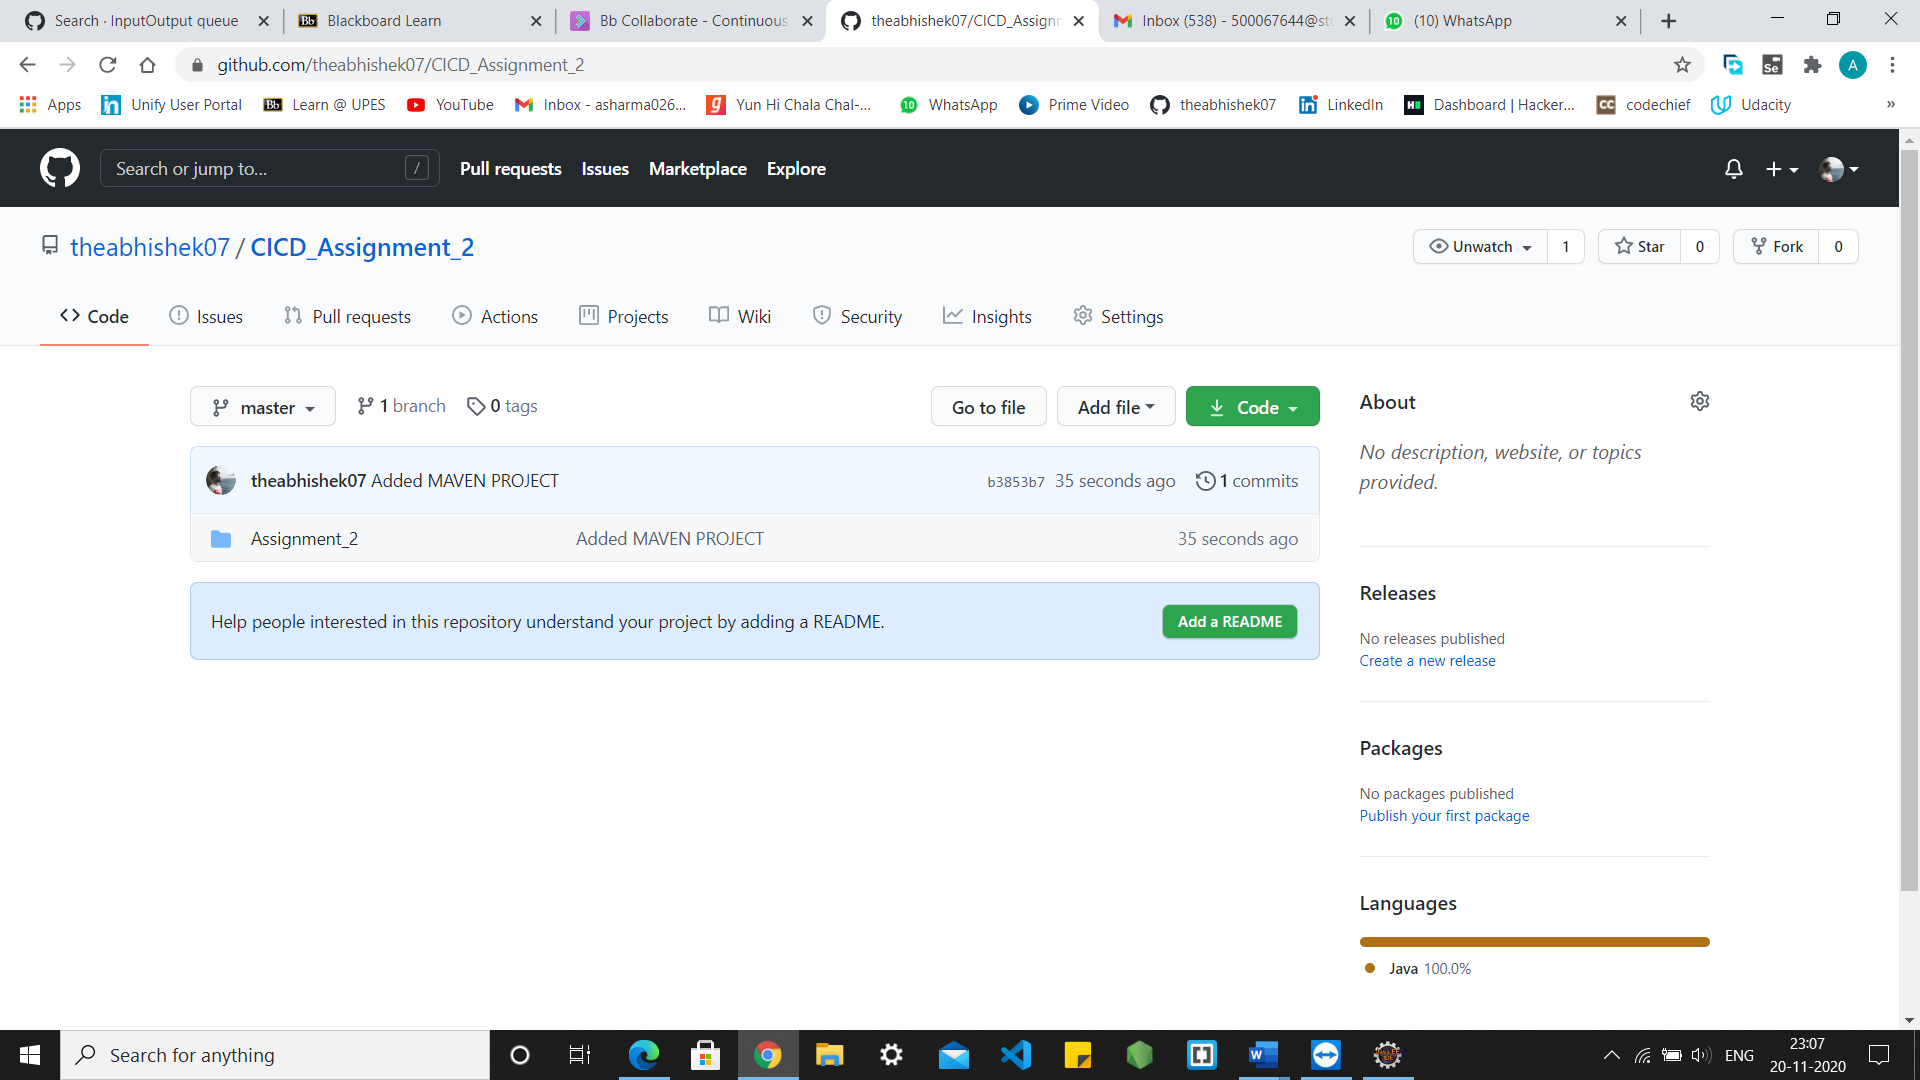 Search · InputOutput queue
Blackboard Learn
Bb Collaborate - Continuous
theabhishek07/CICD_Assignm
Inbox (538) - 500067644@stu
(10) WhatsApp
github.com/theabhishek07/CICD_Assignment_2
A
Apps
Unify User Portal
Learn @ UPES
YouTube
Inbox - asharma026...
Yun Hi Chala Chal-...
WhatsApp
Prime Video
theabhishek07
LinkedIn
Dashboard | Hacker...
codechief
Udacity
»
Search or jump to...
/
Pull requests
Issues
Marketplace
Explore
theabhishek07 / CICD_Assignment_2
Unwatch
1
Star
0
Fork
0
Code
Issues
Pull requests
Actions
Projects
Wiki
Security
Insights
Settings
master
1 branch
0 tags
Go to file
Add file
Code
theabhishek07 Added MAVEN PROJECT
b3853b7 35 seconds ago
1 commits
Assignment_2
Added MAVEN PROJECT
35 seconds ago
Help people interested in this repository understand your project by adding a README.
Add a README
About
No description, website, or topics
provided.
Releases
No releases published
Create a new release
Packages
No packages published
Publish your first package
Languages
Java 100.0%
Search for anything
ENG
23:07
20-11-2020